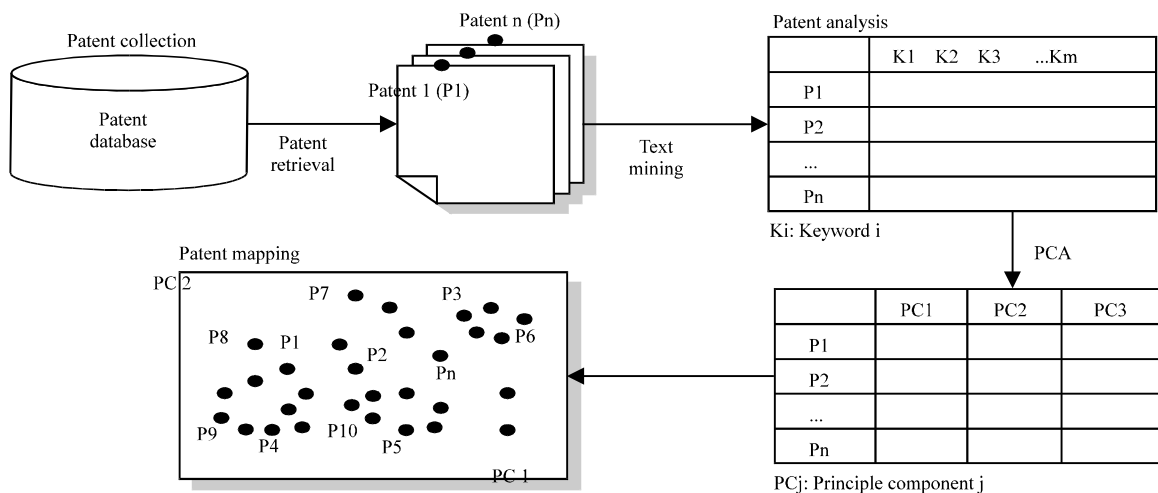 Patent collection
Patent
database
Patent
retrieval
Patent n (Pn)
Patent 1 (P1)
Text
mining
Patent analysis
K1 K2 K3 ...Km
P1
P2
...
Pn
Ki: Keyword i
PCA
PC1 PC2 PC3
P1
P2
...
Pn
PCj: Principle component j
Patent mapping
PC 2
P7 P3
P8 P1 P6
P2 Pn
P9 P4 P10 P5
PC 1